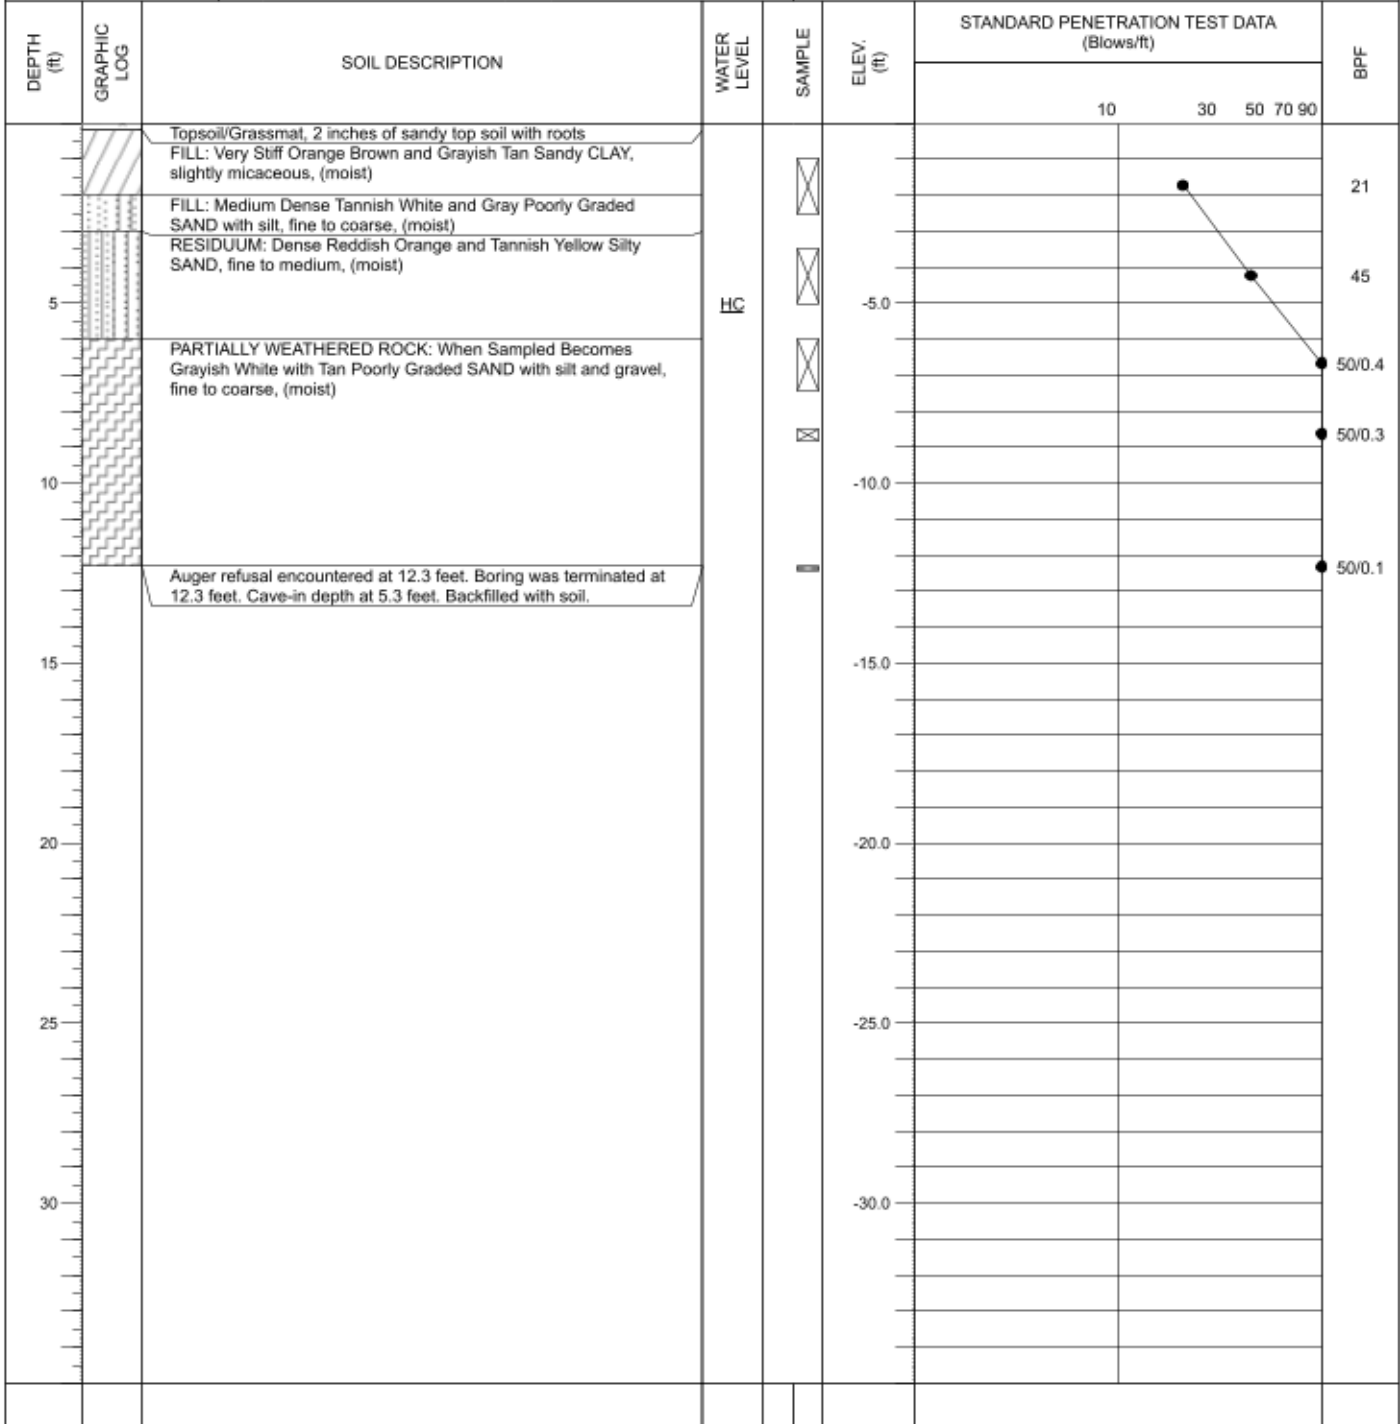 DEPTH
(ft)
GRAPHIC
LOG
SOIL DESCRIPTION
WATER
LEVEL
SAMPLE
ELEV.
(ft)
STANDARD PENETRATION TEST DATA
(Blows/ft)
BPF
10 30 50 70 90
Topsoil/Grassmat, 2 inches of sandy top soil with roots
FILL: Very Stiff Orange Brown and Grayish Tan Sandy CLAY,
slightly micaceous, (moist)
21
FILL: Medium Dense Tannish White and Gray Poorly Graded
SAND with silt, fine to coarse, (moist)
RESIDUUM: Dense Reddish Orange and Tannish Yellow Silty
SAND, fine to medium, (moist)
45
5 HC -5.0
PARTIALLY WEATHERED ROCK: When Sampled Becomes
Grayish White with Tan Poorly Graded SAND with silt and gravel,
fine to coarse, (moist)
50/0.4
50/0.3
10 -10.0
Auger refusal encountered at 12.3 feet. Boring was terminated at
12.3 feet. Cave-in depth at 5.3 feet. Backfilled with soil.
50/0.1
15 -15.0
20 -20.0
25 -25.0
30 -30.0